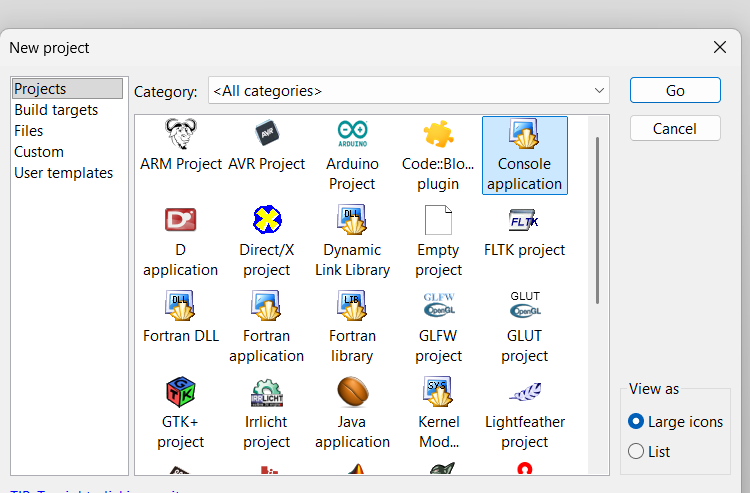 New project
Projects
Build targets
Files
Custom
User templates
Category:
<All categories>
Go
Cancel
AVR
ARDUINO
ARM Project
AVR Project
Arduino
Project
Code::Blo...
plugin
Console
application
D
DLL
FLTK
D
application
Direct/X
project
Dynamic
Link Library
Empty
project
FLTK project
DLL
LIB
GLFW
OpenGL
GLUT
OpenGL
Fortran DLL
Fortran
application
Fortran
library
GLFW
project
GLUT
project
GTK
IRRLICHT
SYS
GTK+
project
Irrlicht
project
Java
application
Kernel
Mod...
Lightfeather
project
View as
Large icons
List